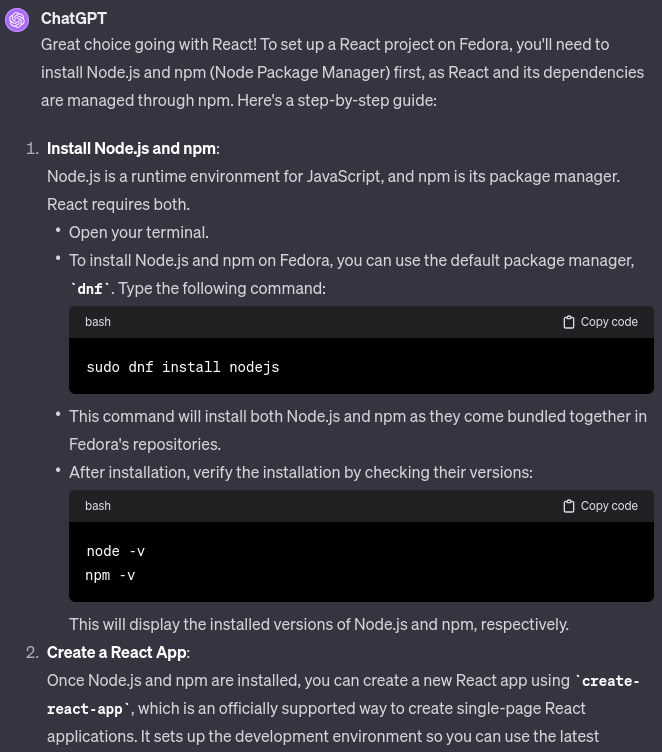 ChatGPT
Great choice going with React! To set up a React project on Fedora, you'll need to
install Node.js and npm (Node Package Manager) first, as React and its dependencies
are managed through npm. Here's a step-by-step guide:
1. Install Node.js and npm:
Node.js is a runtime environment for JavaScript, and npm is its package manager.
React requires both.
• Open your terminal.
• To install Node.js and npm on Fedora, you can use the default package manager,
`dnf`. Type the following command:
bash Copy code
sudo dnf install nodejs
• This command will install both Node.js and npm as they come bundled together in
Fedora's repositories.
• After installation, verify the installation by checking their versions:
bash Copy code
node -v
npm -v
This will display the installed versions of Node.js and npm, respectively.
2. Create a React App:
Once Node.js and npm are installed, you can create a new React app using `create-
react-app`, which is an officially supported way to create single-page React
applications. It sets up the development environment so you can use the latest